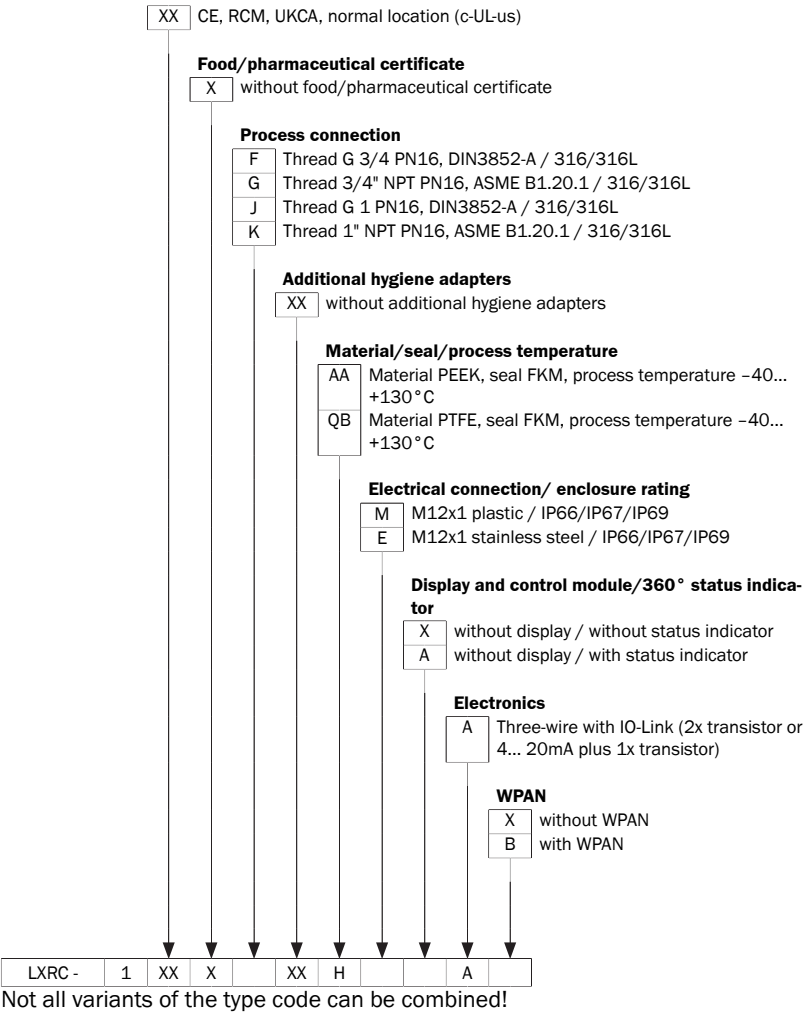 XX CE, RCM, UKCA, normal location (c-UL-us)
Food/pharmaceutical certificate
X without food/pharmaceutical certificate
Process connection
F Thread G 3/4 PN16, DIN3852-A / 316/316L
G Thread 3/4" NPT PN16, ASME B1.20.1 / 316/316L
J Thread G 1 PN16, DIN3852-A / 316/316L
K Thread 1" NPT PN16, ASME B1.20.1 / 316/316L
Additional hygiene adapters
XX without additional hygiene adapters
Material/seal/process temperature
AA Material PEEK, seal FKM, process temperature –40...
+130°C
QB Material PTFE, seal FKM, process temperature –40...
+130°C
Electrical connection/ enclosure rating
M M12x1 plastic / IP66/IP67/IP69
E M12x1 stainless steel / IP66/IP67/IP69
Display and control module/360° status indica-
tor
X without display / without status indicator
A without display / with status indicator
Electronics
A Three-wire with IO-Link (2x transistor or
4... 20mA plus 1x transistor)
WPAN
X without WPAN
B with WPAN
LXRC - 1 XX X XX H A
Not all variants of the type code can be combined!